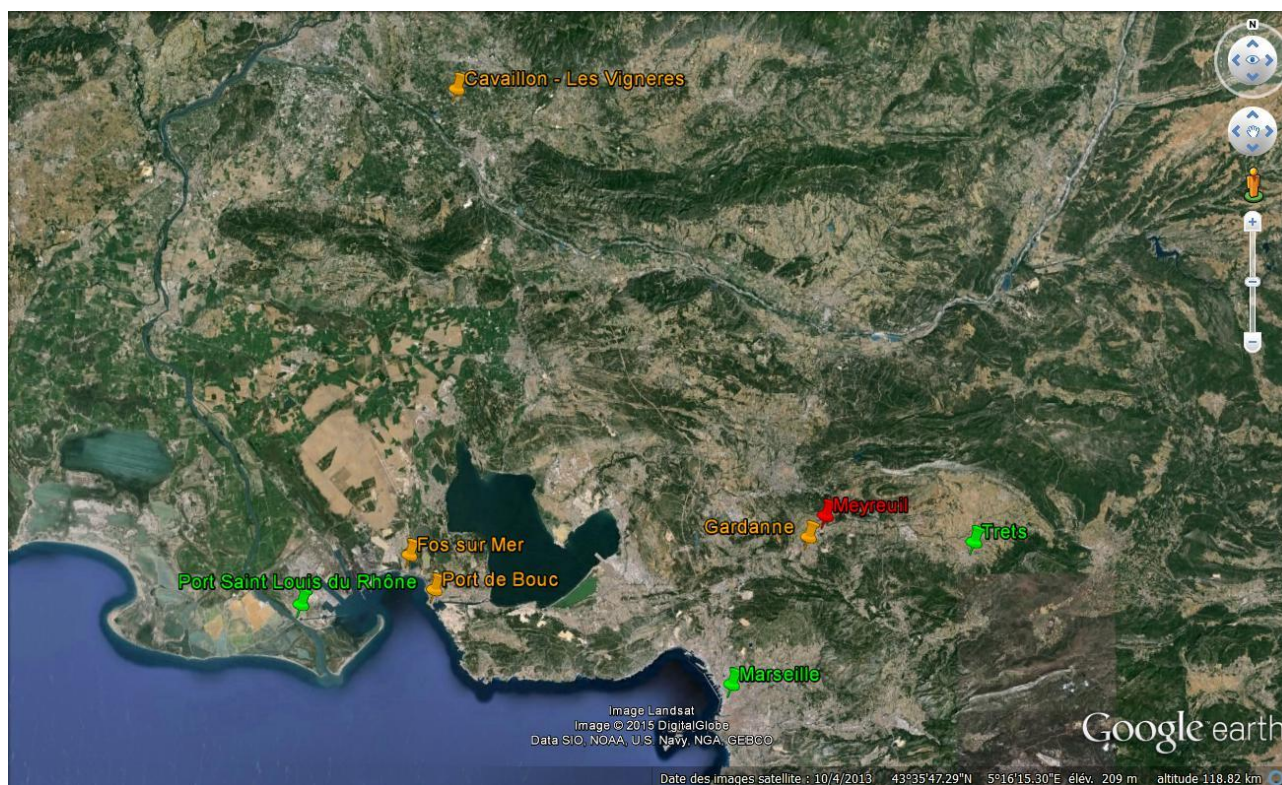 N
Cavaillon - Les Vigneres
Meyreuil
Gardanne
Trets
Fos sur Mer
Port Saint Louis du Rhône
Port de Bouc
Marseille
Image Landsat
Image © 2015 DigitalGlobe
Data SIO, NOAA, U.S. Navy, NGA, GEBCO
Google earth
Date des images satellite : 10/4/2013 43°35'47.29"N 5°16'15.30"E élév. 209 m altitude 118.82 km